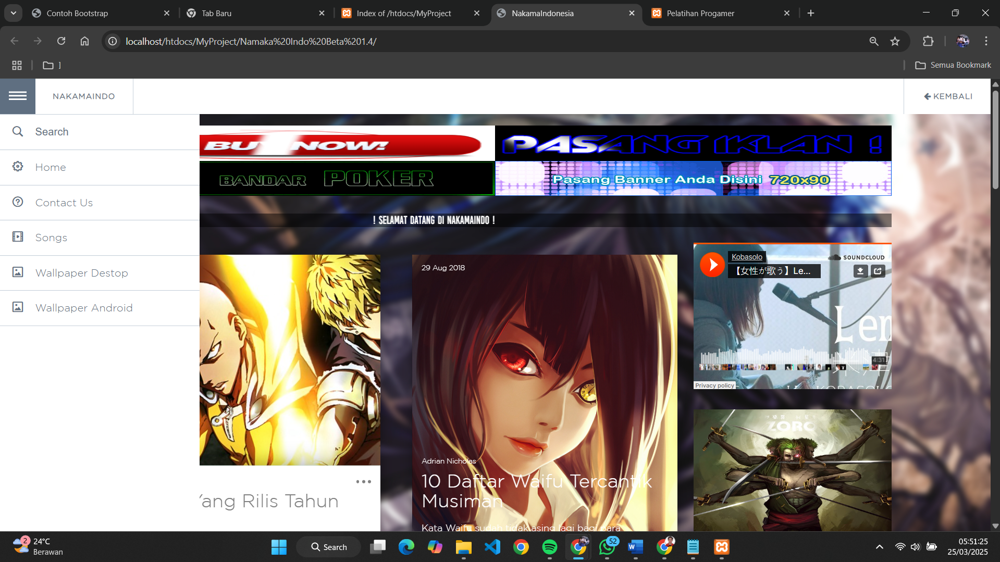 Contoh Bootstrap
Tab Baru
Index of /htdocs/MyProject
NakamaIndonesia
Pelatihan Progamer
localhost/htdocs/MyProject/Namaka%20Indo%20Beta%201.4/
]
Semua Bookmark
NAKAMAINDO
KEMBALI
Search
Home
Contact Us
Songs
Wallpaper Destop
Wallpaper Android
BUY NOW!
PASANG IKLAN !
BANDAR POKER
Pasang Banner Anda Disini 720x90
! SELAMAT DATANG DI NAKAMAINDO !
Yang Rilis Tahun
29 Aug 2018
Adrian Nicholas
10 Daftar Waifu Tercantik
Musiman
Kata Waifu sudah tidak asing lagi bagi para
Kobasolo
SOUNDCLOUD
【女性が歌う】Le...
Lem
4:31
Privacy policy
ZORO
2
24°C
Berawan
Search
52
05:51:25
25/03/2025